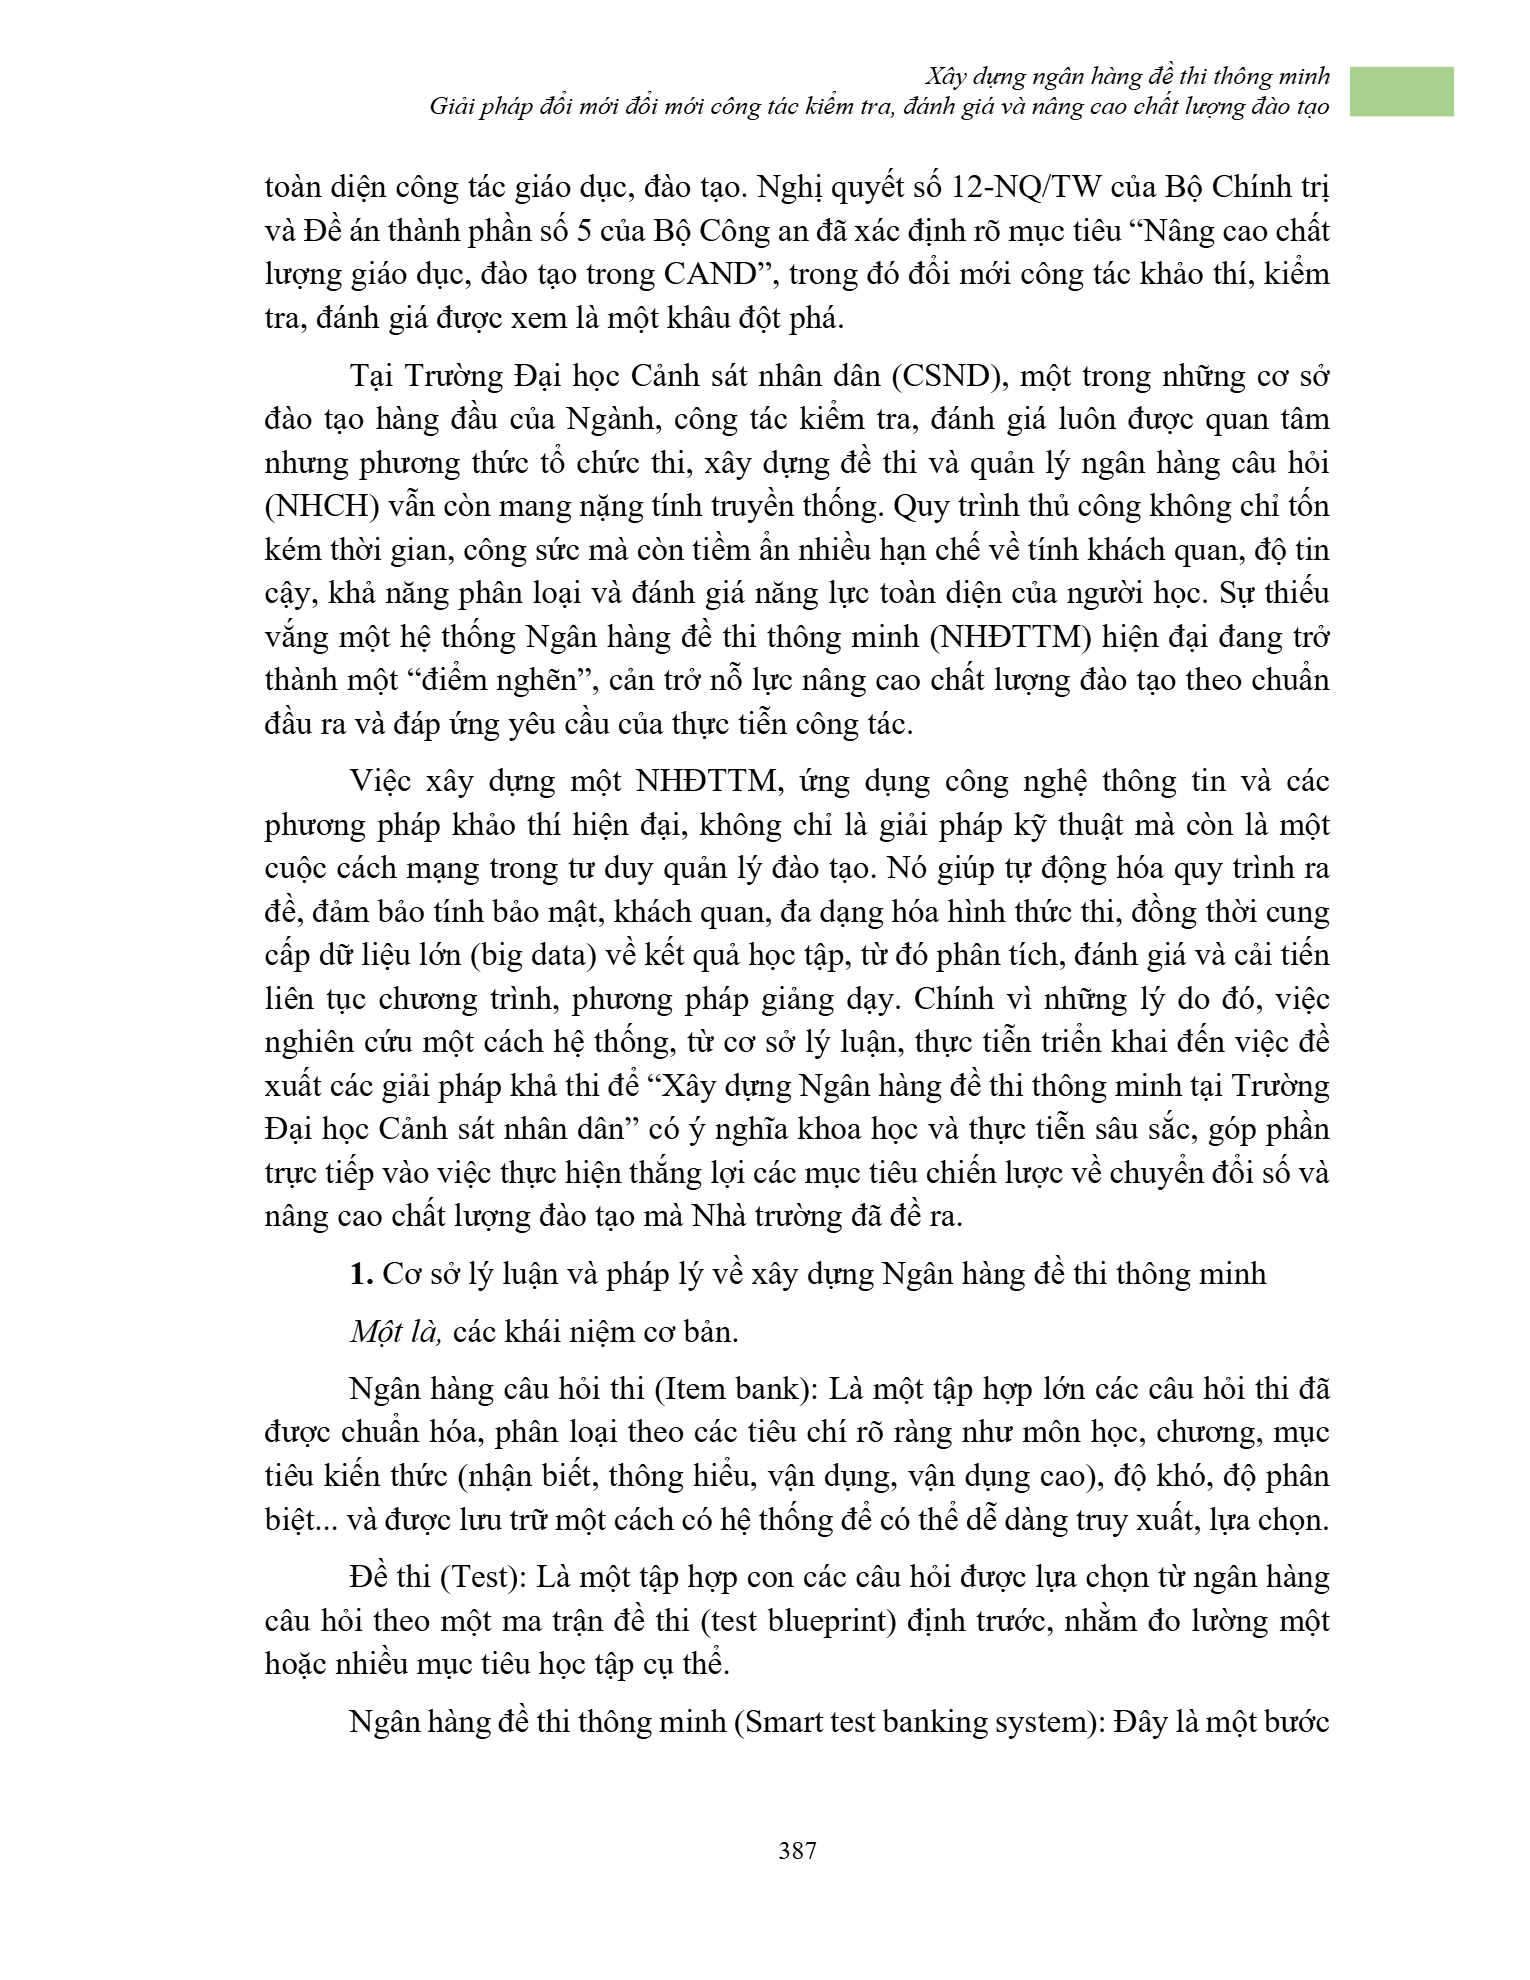 Xây dựng ngân hàng đề thi thông minh
Giải pháp đổi mới đổi mới công tác kiểm tra, đánh giá và nâng cao chất lượng đào tạo
toàn diện công tác giáo dục, đào tạo. Nghị quyết số 12-NQ/TW của Bộ Chính trị
và Đề án thành phần số 5 của Bộ Công an đã xác định rõ mục tiêu “Nâng cao chất
lượng giáo dục, đào tạo trong CAND”, trong đó đổi mới công tác khảo thí, kiểm
tra, đánh giá được xem là một khâu đột phá.
Tại Trường Đại học Cảnh sát nhân dân (CSND), một trong những cơ sở
đào tạo hàng đầu của Ngành, công tác kiểm tra, đánh giá luôn được quan tâm
nhưng phương thức tổ chức thi, xây dựng đề thi và quản lý ngân hàng câu hỏi
(NHCH) vẫn còn mang nặng tính truyền thống. Quy trình thủ công không chỉ tốn
kém thời gian, công sức mà còn tiềm ẩn nhiều hạn chế về tính khách quan, độ tin
cậy, khả năng phân loại và đánh giá năng lực toàn diện của người học. Sự thiếu
vắng một hệ thống Ngân hàng đề thi thông minh (NHĐTTM) hiện đại đang trở
thành một “điểm nghẽn”, cản trở nỗ lực nâng cao chất lượng đào tạo theo chuẩn
đầu ra và đáp ứng yêu cầu của thực tiễn công tác.
Việc xây dựng một NHĐTTM, ứng dụng công nghệ thông tin và các
phương pháp khảo thí hiện đại, không chỉ là giải pháp kỹ thuật mà còn là một
cuộc cách mạng trong tư duy quản lý đào tạo. Nó giúp tự động hóa quy trình ra
đề, đảm bảo tính bảo mật, khách quan, đa dạng hóa hình thức thi, đồng thời cung
cấp dữ liệu lớn (big data) về kết quả học tập, từ đó phân tích, đánh giá và cải tiến
liên tục chương trình, phương pháp giảng dạy. Chính vì những lý do đó, việc
nghiên cứu một cách hệ thống, từ cơ sở lý luận, thực tiễn triển khai đến việc đề
xuất các giải pháp khả thi để “Xây dựng Ngân hàng đề thi thông minh tại Trường
Đại học Cảnh sát nhân dân” có ý nghĩa khoa học và thực tiễn sâu sắc, góp phần
trực tiếp vào việc thực hiện thắng lợi các mục tiêu chiến lược về chuyển đổi số và
nâng cao chất lượng đào tạo mà Nhà trường đã đề ra.
1. Cơ sở lý luận và pháp lý về xây dựng Ngân hàng đề thi thông minh
Một là, các khái niệm cơ bản.
Ngân hàng câu hỏi thi (Item bank): Là một tập hợp lớn các câu hỏi thi đã
được chuẩn hóa, phân loại theo các tiêu chí rõ ràng như môn học, chương, mục
tiêu kiến thức (nhận biết, thông hiểu, vận dụng, vận dụng cao), độ khó, độ phân
biệt... và được lưu trữ một cách có hệ thống để có thể dễ dàng truy xuất, lựa chọn.
Đề thi (Test): Là một tập hợp con các câu hỏi được lựa chọn từ ngân hàng
câu hỏi theo một ma trận đề thi (test blueprint) định trước, nhằm đo lường một
hoặc nhiều mục tiêu học tập cụ thể.
Ngân hàng đề thi thông minh (Smart test banking system): Đây là một bước
387